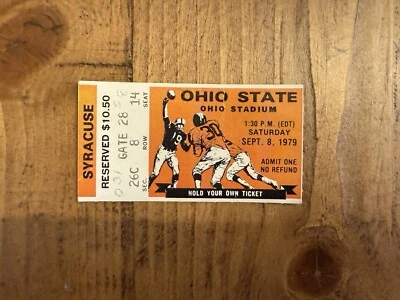 SYRACUSE
RESERVED $10.50
GATE 28
26C 8 14
SEC. ROW SEAT
OHIO STATE
OHIO STADIUM
1:30 P.M. (EDT)
SATURDAY
SEPT. 8, 1979
ADMIT ONE
NO REFUND
30
HOLD YOUR OWN TICKET